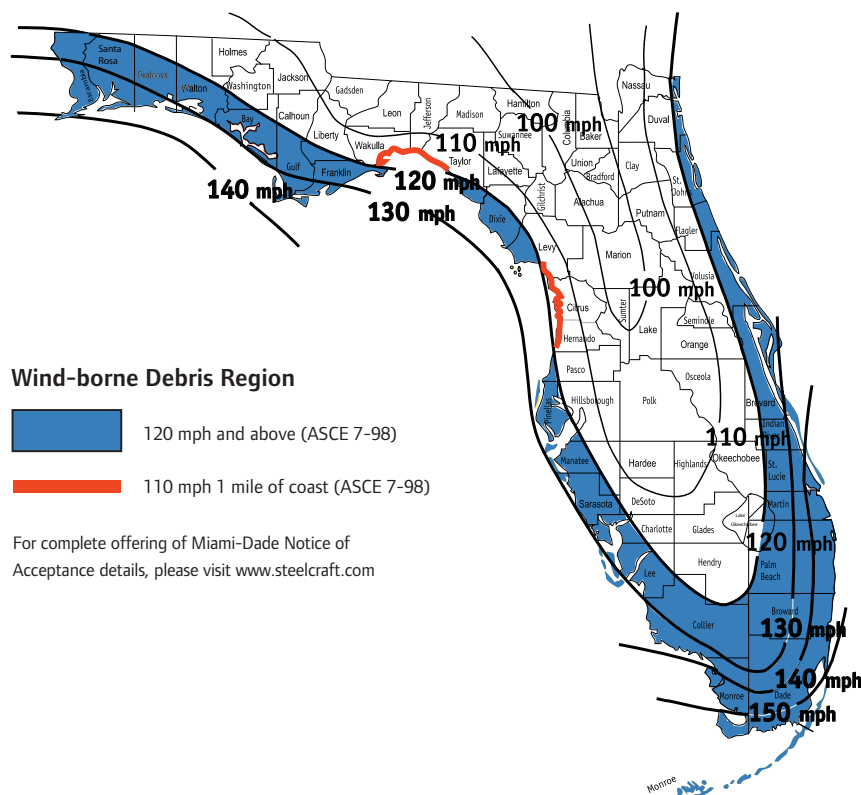 Santa
Rosa
Escambia
Okaloosa
Walton
Holmes
Washington
Bay
Jackson
Calhoun
Gulf
Liberty
Franklin
Gadsden
Leon
Wakulla
Jefferson
Madison
Taylor
Hamilton
Suwannee
Lafayette
Dixie
Columbia
Gilchrist
Levy
Baker
Union
Bradford
Alachua
Nassau
Duval
Clay
St. Johns
Putnam
Flagler
Marion
Volusia
Citrus
Sumter
Hernando
Lake
Seminole
Orange
Pasco
Osceola
Brevard
Pinellas
Hillsborough
Polk
Indian
Okeechobee
St.
Lucie
Manatee
Hardee
Highlands
Sarasota
DeSoto
Martin
Lake
Okeechobee
Charlotte
Glades
Lee
Hendry
Palm
Beach
Collier
Broward
Monroe
Dade
Monroe
140 mph
130 mph
120 mph
110 mph
100 mph
100 mph
110 mph
120 mph
130 mph
140 mph
150 mph
Wind-borne Debris Region
120 mph and above (ASCE 7-98)
110 mph 1 mile of coast (ASCE 7-98)
For complete offering of Miami-Dade Notice of
Acceptance details, please visit www.steelcraft.com